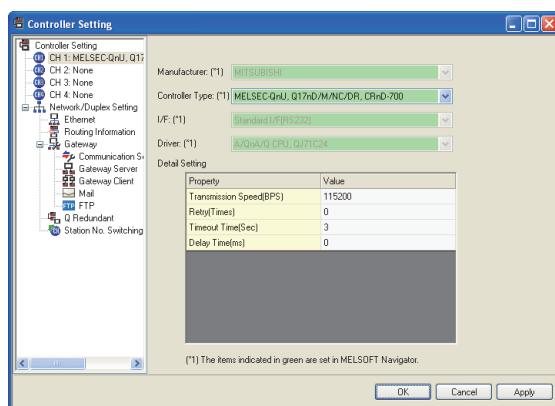 Controller Setting
Controller Setting
CH 1: MELSEC-QnU, Q17
CH 2: None
CH 3: None
CH 4: None
Network/Duplex Setting
Ethernet
Routing Information
Gateway
Communication S
Gateway Server
Gateway Client
Mail
FTP
Q Redundant
Station No. Switching
Manufacturer: (*1) MITSUBISHI
Controller Type: (*1) MELSEC-QnU, Q17nD/M/NC/DR, CRnD-700
I/F: (*1) Standard I/F(RS232)
Driver: (*1) A/QnA/Q CPU, QJ71C24
Detail Setting
Property Value
Transmission Speed(BPS) 115200
Retry(Times) 0
Timeout Time(Sec) 3
Delay Time(ms) 0
(*1) The items indicated in green are set in MELSOFT Navigator.
OK Cancel Apply